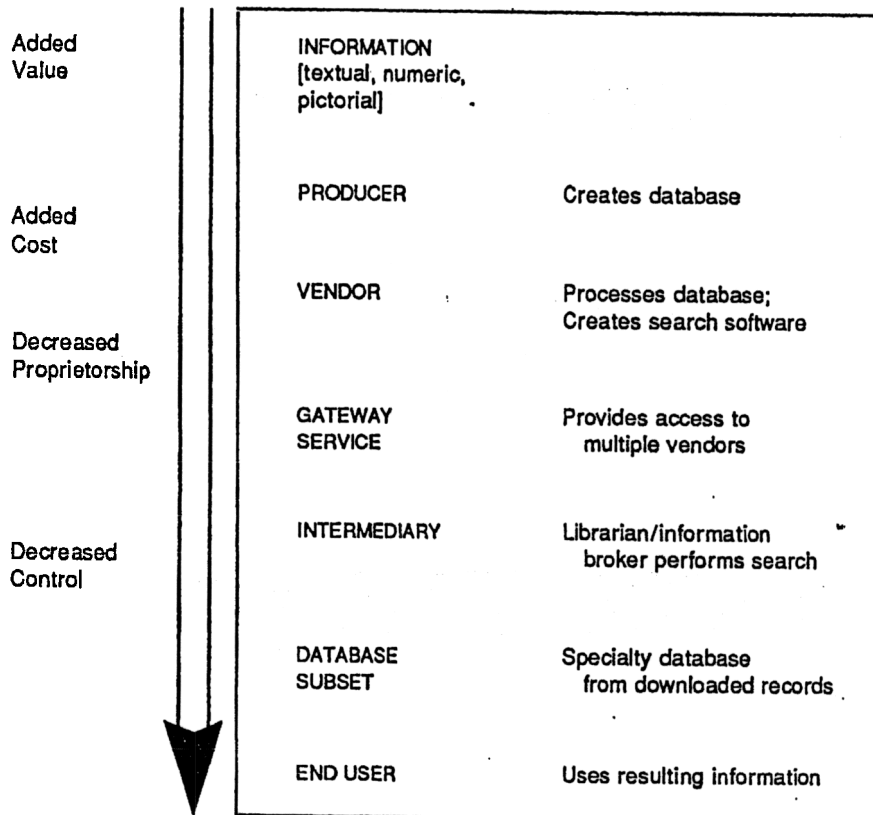 Added
Value
INFORMATION
[textual, numeric,
pictorial]
PRODUCER
Creates database
Added
Cost
VENDOR
Processes database;
Creates search software
Decreased
Proprietorship
GATEWAY
SERVICE
Provides access to
multiple vendors
INTERMEDIARY
Librarian/information
broker performs search
Decreased
Control
DATABASE
SUBSET
Specialty database
from downloaded records
END USER
Uses resulting information